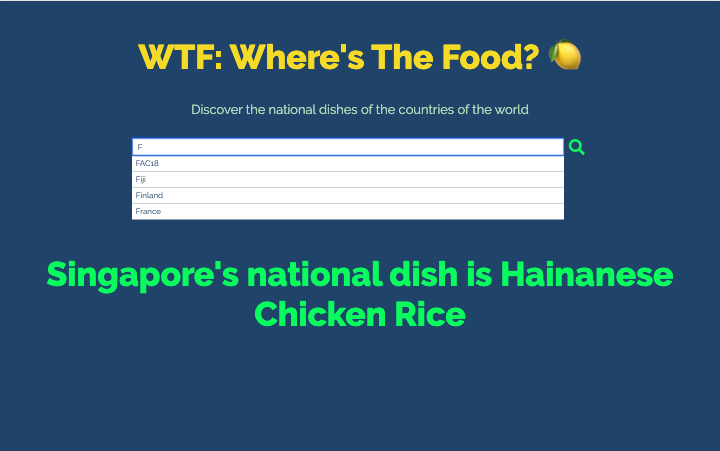 WTF: Where's The Food? 🍋
Discover the national dishes of the countries of the world
F
FAC18
Fiji
Finland
France
Singapore's national dish is Hainanese
Chicken Rice